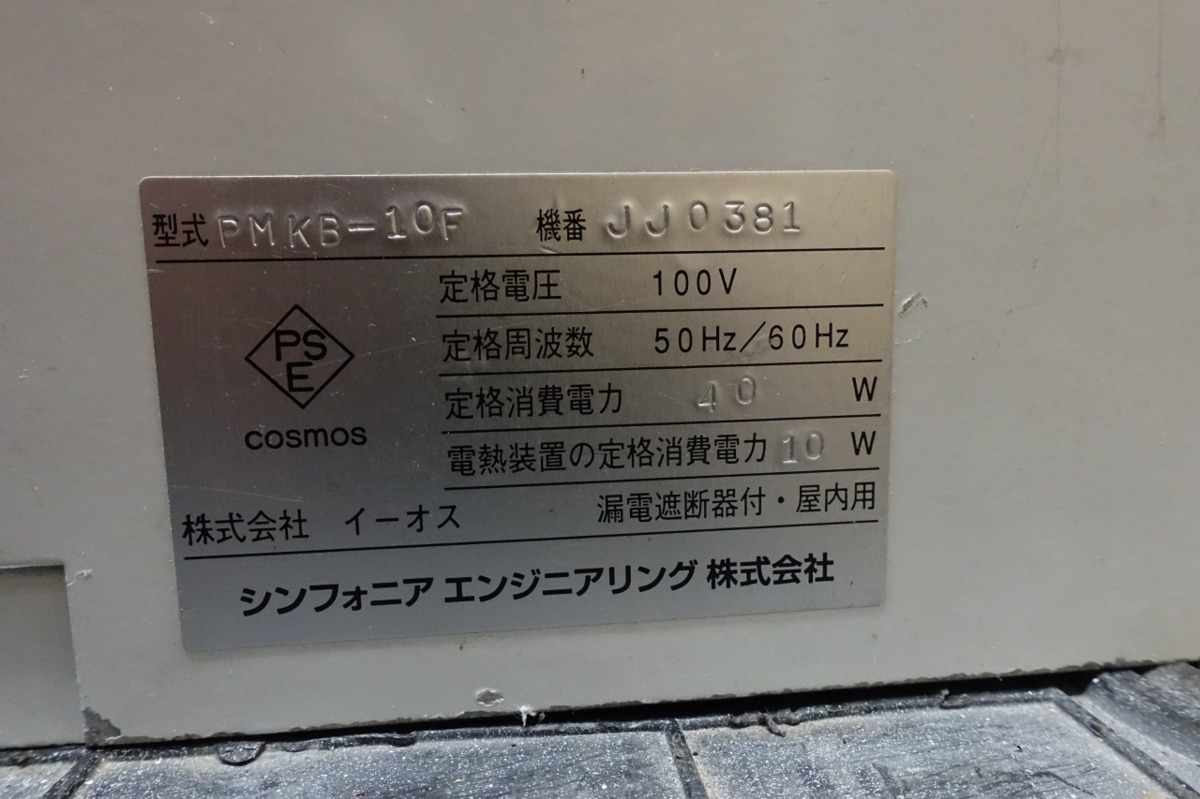 型式 PMKB-10F 機番 JJ0381
定格電圧 100V
PS
E
cosmos
定格周波数 50Hz/60Hz
定格消費電力 40 W
電熱装置の定格消費電力 10 W
株式会社 イーオス 漏電遮断器付・屋内用
シンフォニア エンジニアリング 株式会社